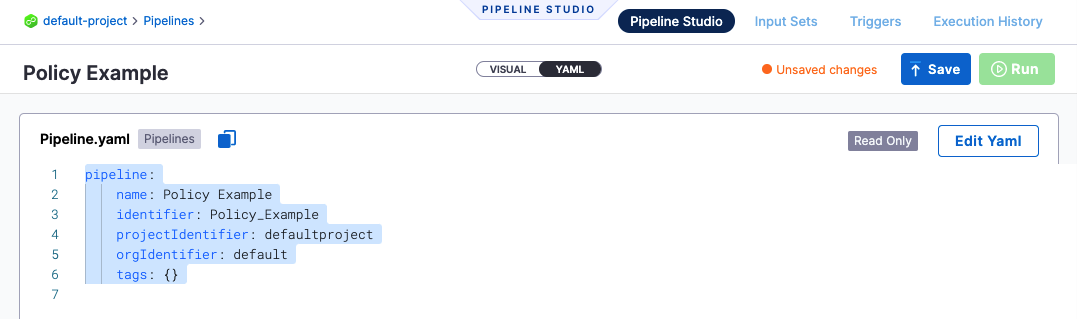 PIPELINE STUDIO
default-project > Pipelines >
Pipeline Studio
Input Sets
Triggers
Execution History
Policy Example
VISUAL
YAML
Unsaved changes
Save
Run
Pipeline.yaml
Pipelines
Read Only
Edit Yaml
1 pipeline:
2     name: Policy Example
3     identifier: Policy_Example
4     projectIdentifier: defaultproject
5     orgIdentifier: default
6     tags: {}
7